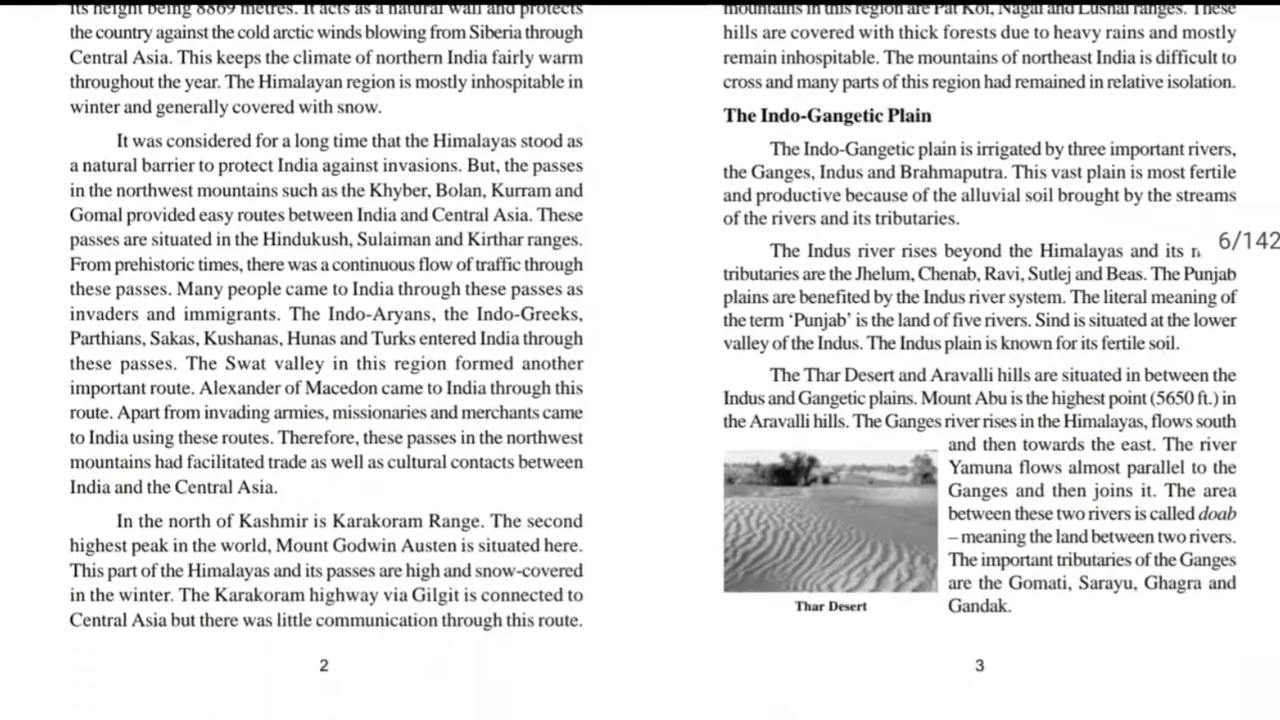 its height being 8869 metres. It acts as a natural wall and protects
the country against the cold arctic winds blowing from Siberia through
Central Asia. This keeps the climate of northern India fairly warm
throughout the year. The Himalayan region is mostly inhospitable in
winter and generally covered with snow.
It was considered for a long time that the Himalayas stood as
a natural barrier to protect India against invasions. But, the passes
in the northwest mountains such as the Khyber, Bolan, Kurram and
Gomal provided easy routes between India and Central Asia. These
passes are situated in the Hindukush, Sulaiman and Kirthar ranges.
From prehistoric times, there was a continuous flow of traffic through
these passes. Many people came to India through these passes as
invaders and immigrants. The Indo-Aryans, the Indo-Greeks,
Parthians, Sakas, Kushanas, Hunas and Turks entered India through
these passes. The Swat valley in this region formed another
important route. Alexander of Macedon came to India through this
route. Apart from invading armies, missionaries and merchants came
to India using these routes. Therefore, these passes in the northwest
mountains had facilitated trade as well as cultural contacts between
India and the Central Asia.
In the north of Kashmir is Karakoram Range. The second
highest peak in the world, Mount Godwin Austen is situated here.
This part of the Himalayas and its passes are high and snow-covered
in the winter. The Karakoram highway via Gilgit is connected to
Central Asia but there was little communication through this route.
2
mountains in this region are Pat Koi, Nagai and Lushai ranges. These
hills are covered with thick forests due to heavy rains and mostly
remain inhospitable. The mountains of northeast India is difficult to
cross and many parts of this region had remained in relative isolation.
The Indo-Gangetic Plain
The Indo-Gangetic plain is irrigated by three important rivers,
the Ganges, Indus and Brahmaputra. This vast plain is most fertile
and productive because of the alluvial soil brought by the streams
of the rivers and its tributaries.
6/142
The Indus river rises beyond the Himalayas and its
tributaries are the Jhelum, Chenab, Ravi, Sutlej and Beas. The Punjab
plains are benefited by the Indus river system. The literal meaning of
the term ‘Punjab’ is the land of five rivers. Sind is situated at the lower
valley of the Indus. The Indus plain is known for its fertile soil.
The Thar Desert and Aravalli hills are situated in between the
Indus and Gangetic plains. Mount Abu is the highest point (5650 ft.) in
the Aravalli hills. The Ganges river rises in the Himalayas, flows south
and then towards the east. The river
Yamuna flows almost parallel to the
Ganges and then joins it. The area
between these two rivers is called doab
– meaning the land between two rivers.
The important tributaries of the Ganges
are the Gomati, Sarayu, Ghagra and
Gandak.
Thar Desert
3